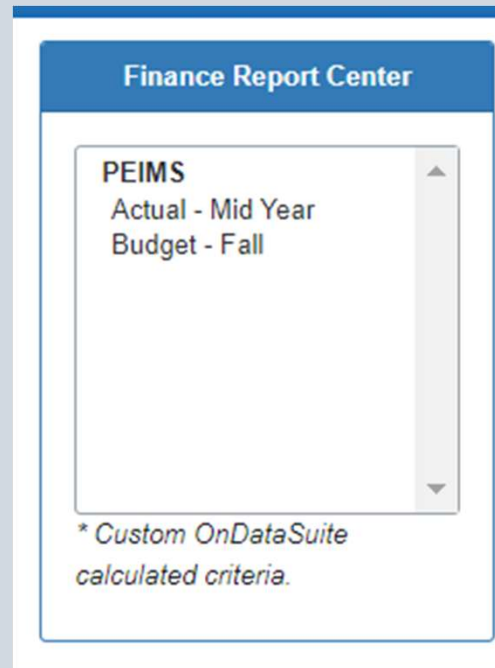 Finance Report Center
PEIMS
Actual - Mid Year
Budget - Fall
* Custom OnDataSuite
calculated criteria.